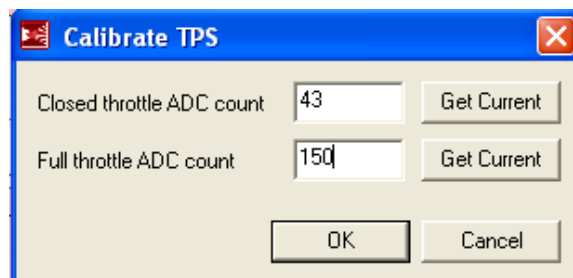 Calibrate TPS
Closed throttle ADC count 43 Get Current
Full throttle ADC count 150 Get Current
OK Cancel